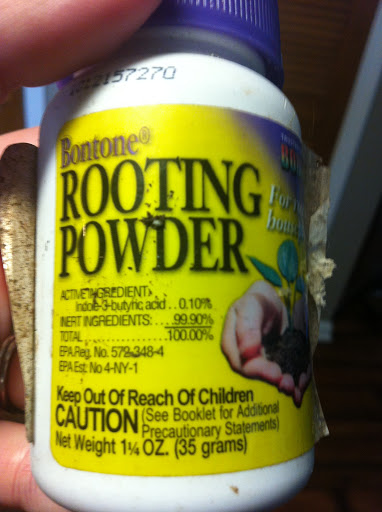 Bontone®
ROOTING
POWDER
For
ACTIVE INGREDIENT:
Indole-3-butyric acid . . 0.10%
INERT INGREDIENTS: . . . . 99.90%
TOTAL . . . . . . . . . . . . . 100.00%
EPA Reg. No. 572-348-4
EPA Est. No 4-NY-1
Keep Out Of Reach Of Children
CAUTION (See Booklet for Additional
Precautionary Statements)
Net Weight 1¼ OZ. (35 grams)